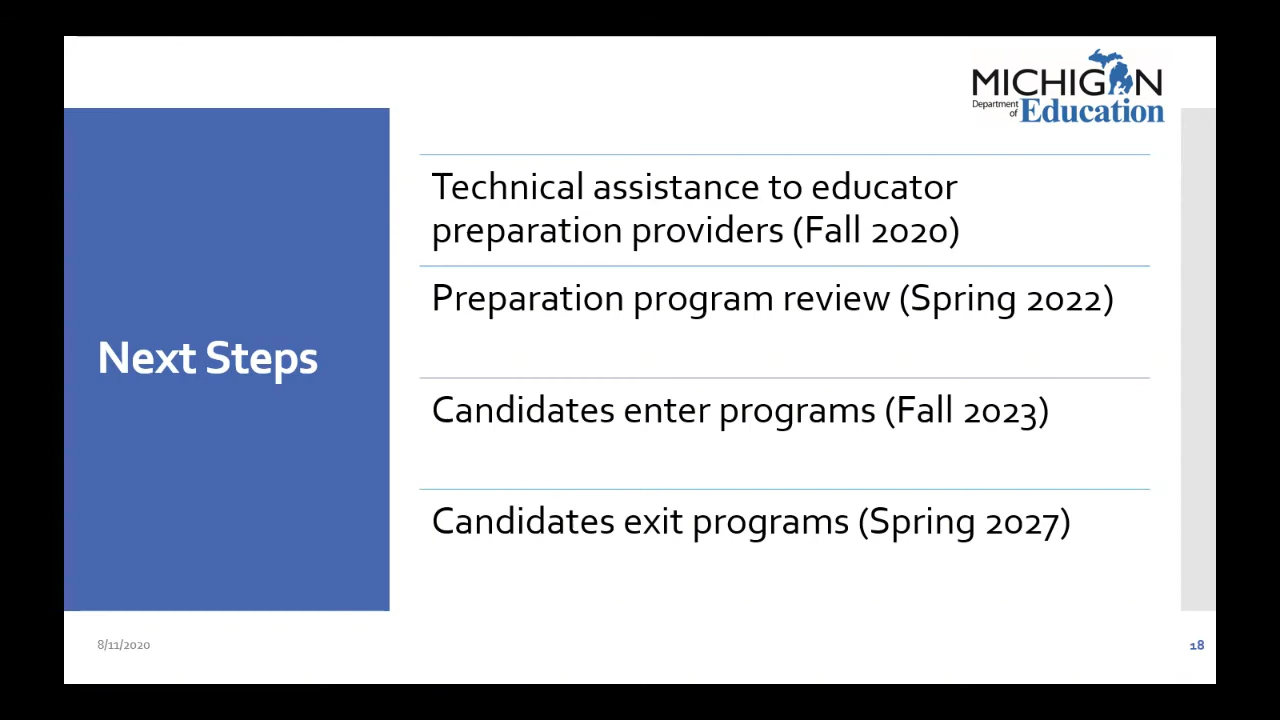 MICHIGAN
Department of Education
Next Steps
Technical assistance to educator
preparation providers (Fall 2020)
Preparation program review (Spring 2022)
Candidates enter programs (Fall 2023)
Candidates exit programs (Spring 2027)
8/11/2020
18